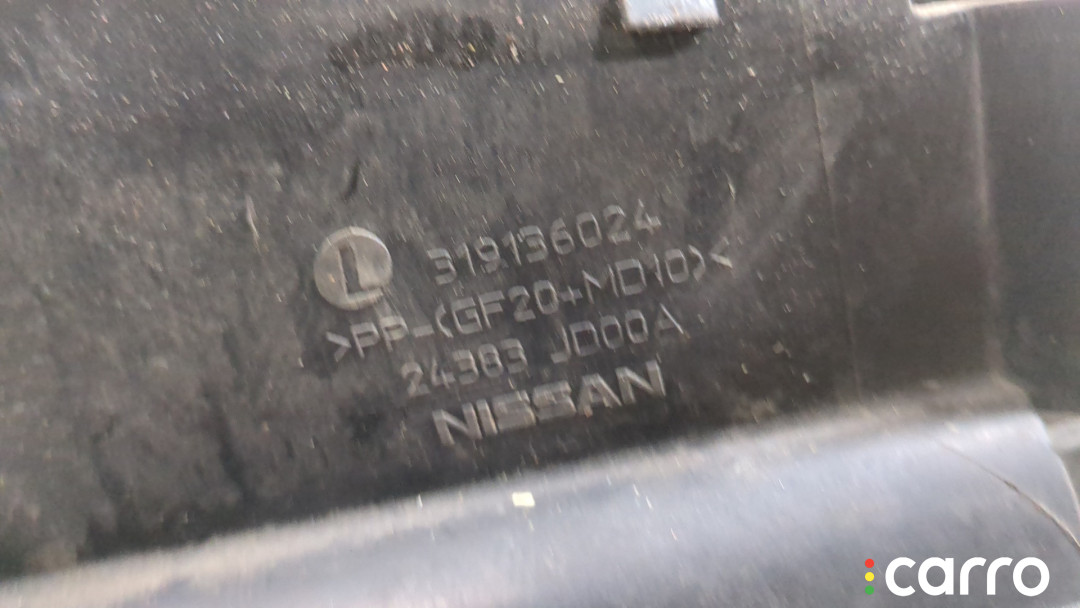 L 319136024
>PP-(GF20+MD10)<
24383 JD00A
NISSAN
carro